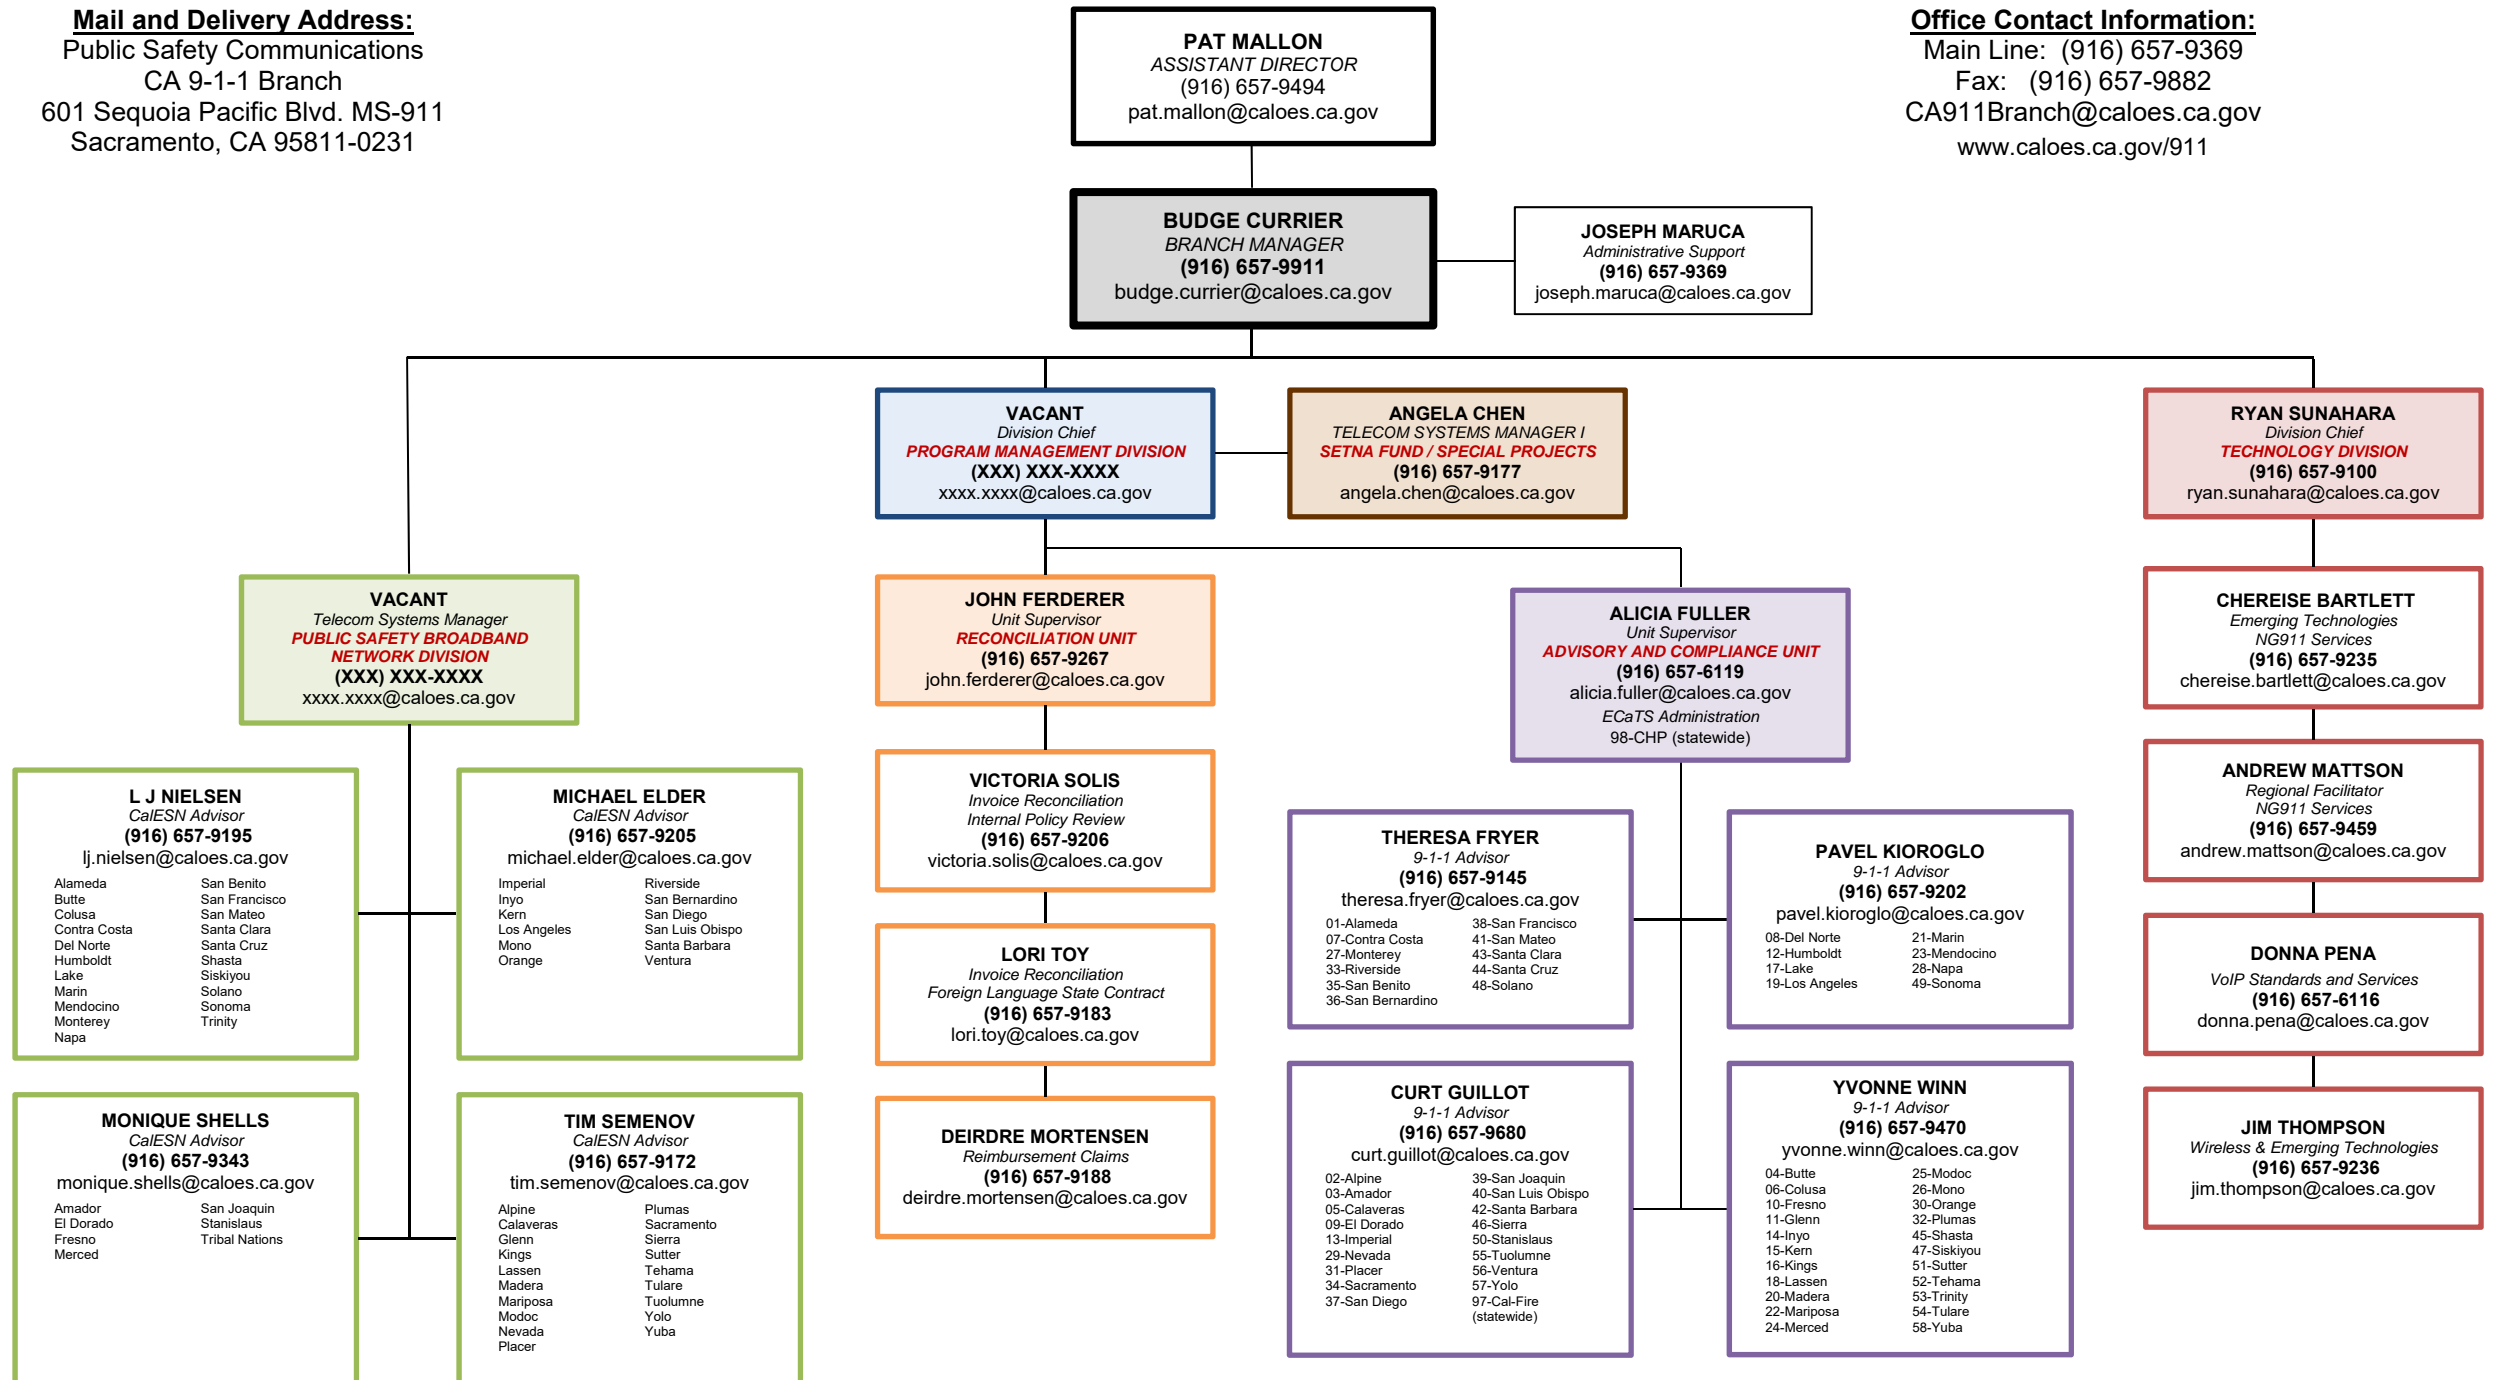 Mail and Delivery Address:
Public Safety Communications
CA 9-1-1 Branch
601 Sequoia Pacific Blvd. MS-911
Sacramento, CA 95811-0231
PAT MALLON
ASSISTANT DIRECTOR
(916) 657-9494
pat.mallon@caloes.ca.gov
Office Contact Information:
Main Line: (916) 657-9369
Fax: (916) 657-9882
CA911Branch@caloes.ca.gov
www.caloes.ca.gov/911
BUDGE CURRIER
BRANCH MANAGER
(916) 657-9911
budge.currier@caloes.ca.gov
JOSEPH MARUCA
Administrative Support
(916) 657-9369
joseph.maruca@caloes.ca.gov
VACANT
Division Chief
PROGRAM MANAGEMENT DIVISION
(XXX) XXX-XXXX
xxxx.xxxx@caloes.ca.gov
ANGELA CHEN
TELECOM SYSTEMS MANAGER I
SETNA FUND / SPECIAL PROJECTS
(916) 657-9177
angela.chen@caloes.ca.gov
RYAN SUNAHARA
Division Chief
TECHNOLOGY DIVISION
(916) 657-9100
ryan.sunahara@caloes.ca.gov
VACANT
Telecom Systems Manager
PUBLIC SAFETY BROADBAND
NETWORK DIVISION
(XXX) XXX-XXXX
xxxx.xxxx@caloes.ca.gov
JOHN FERDERER
Unit Supervisor
RECONCILIATION UNIT
(916) 657-9267
john.ferderer@caloes.ca.gov
ALICIA FULLER
Unit Supervisor
ADVISORY AND COMPLIANCE UNIT
(916) 657-6119
alicia.fuller@caloes.ca.gov
ECaTS Administration
98-CHP (statewide)
CHEREISE BARTLETT
Emerging Technologies
NG911 Services
(916) 657-9235
chereise.bartlett@caloes.ca.gov
L J NIELSEN
CalESN Advisor
(916) 657-9195
lj.nielsen@caloes.ca.gov
Alameda San Benito
Butte San Francisco
Colusa San Mateo
Contra Costa Santa Clara
Del Norte Santa Cruz
Humboldt Shasta
Lake Siskiyou
Marin Solano
Mendocino Sonoma
Monterey Trinity
Napa
MICHAEL ELDER
CalESN Advisor
(916) 657-9205
michael.elder@caloes.ca.gov
Imperial Riverside
Inyo San Bernardino
Kern San Diego
Los Angeles San Luis Obispo
Mono Santa Barbara
Orange Ventura
VICTORIA SOLIS
Invoice Reconciliation
Internal Policy Review
(916) 657-9206
victoria.solis@caloes.ca.gov
THERESA FRYER
9-1-1 Advisor
(916) 657-9145
theresa.fryer@caloes.ca.gov
01-Alameda 38-San Francisco
07-Contra Costa 41-San Mateo
27-Monterey 43-Santa Clara
33-Riverside 44-Santa Cruz
35-San Benito 48-Solano
36-San Bernardino
PAVEL KIOROGLO
9-1-1 Advisor
(916) 657-9202
pavel.kioroglo@caloes.ca.gov
08-Del Norte 21-Marin
12-Humboldt 23-Mendocino
17-Lake 28-Napa
19-Los Angeles 49-Sonoma
ANDREW MATTSON
Regional Facilitator
NG911 Services
(916) 657-9459
andrew.mattson@caloes.ca.gov
LORI TOY
Invoice Reconciliation
Foreign Language State Contract
(916) 657-9183
lori.toy@caloes.ca.gov
DONNA PENA
VoIP Standards and Services
(916) 657-6116
donna.pena@caloes.ca.gov
MONIQUE SHELLS
CalESN Advisor
(916) 657-9343
monique.shells@caloes.ca.gov
Amador San Joaquin
El Dorado Stanislaus
Fresno Tribal Nations
Merced
TIM SEMENOV
CalESN Advisor
(916) 657-9172
tim.semenov@caloes.ca.gov
Alpine Plumas
Calaveras Sacramento
Glenn Sierra
Kings Sutter
Lassen Tehama
Madera Tulare
Mariposa Tuolumne
Modoc Yolo
Nevada Yuba
Placer
DEIRDRE MORTENSEN
Reimbursement Claims
(916) 657-9188
deirdre.mortensen@caloes.ca.gov
CURT GUILLOT
9-1-1 Advisor
(916) 657-9680
curt.guillot@caloes.ca.gov
02-Alpine 39-San Joaquin
03-Amador 40-San Luis Obispo
05-Calaveras 42-Santa Barbara
09-El Dorado 46-Sierra
13-Imperial 50-Stanislaus
29-Nevada 55-Tuolumne
31-Placer 56-Ventura
34-Sacramento 57-Yolo
37-San Diego 97-Cal-Fire
(statewide)
YVONNE WINN
9-1-1 Advisor
(916) 657-9470
yvonne.winn@caloes.ca.gov
04-Butte 25-Modoc
06-Colusa 26-Mono
10-Fresno 30-Orange
11-Glenn 32-Plumas
14-Inyo 45-Shasta
15-Kern 47-Siskiyou
16-Kings 51-Sutter
18-Lassen 52-Tehama
20-Madera 53-Trinity
22-Mariposa 54-Tulare
24-Merced 58-Yuba
JIM THOMPSON
Wireless & Emerging Technologies
(916) 657-9236
jim.thompson@caloes.ca.gov